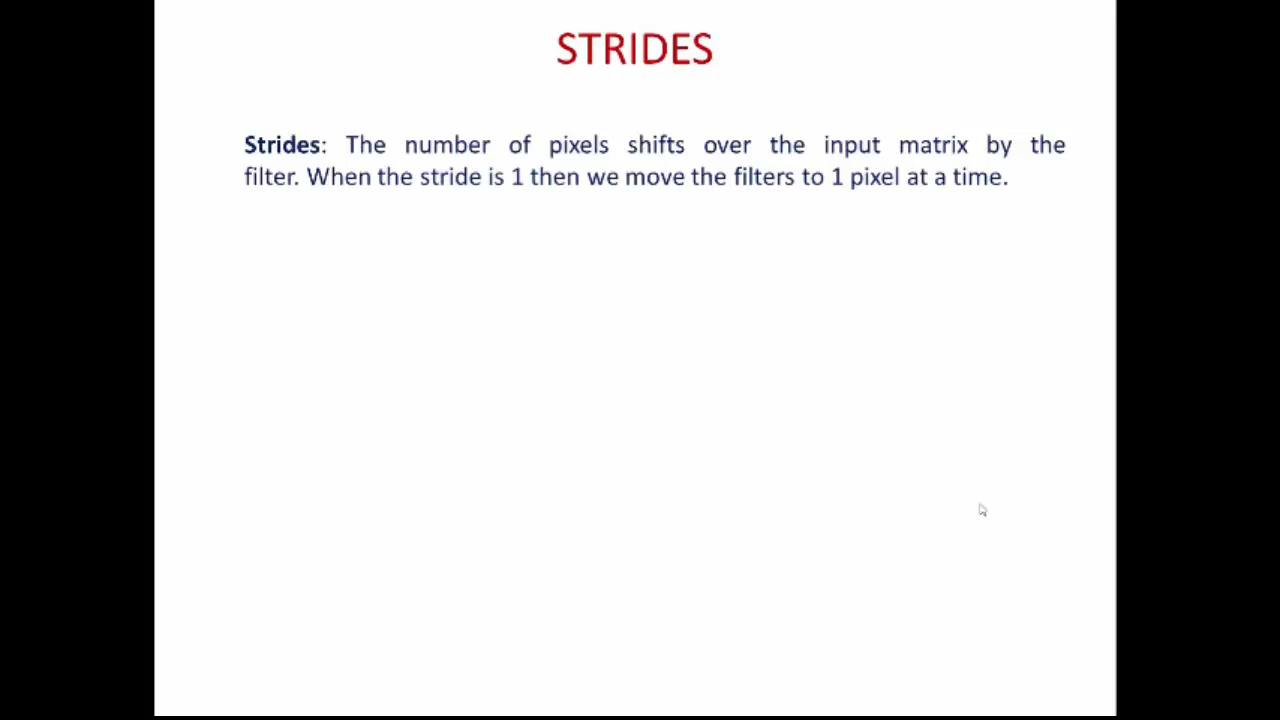 STRIDES
Strides: The number of pixels shifts over the input matrix by the
filter. When the stride is 1 then we move the filters to 1 pixel at a time.